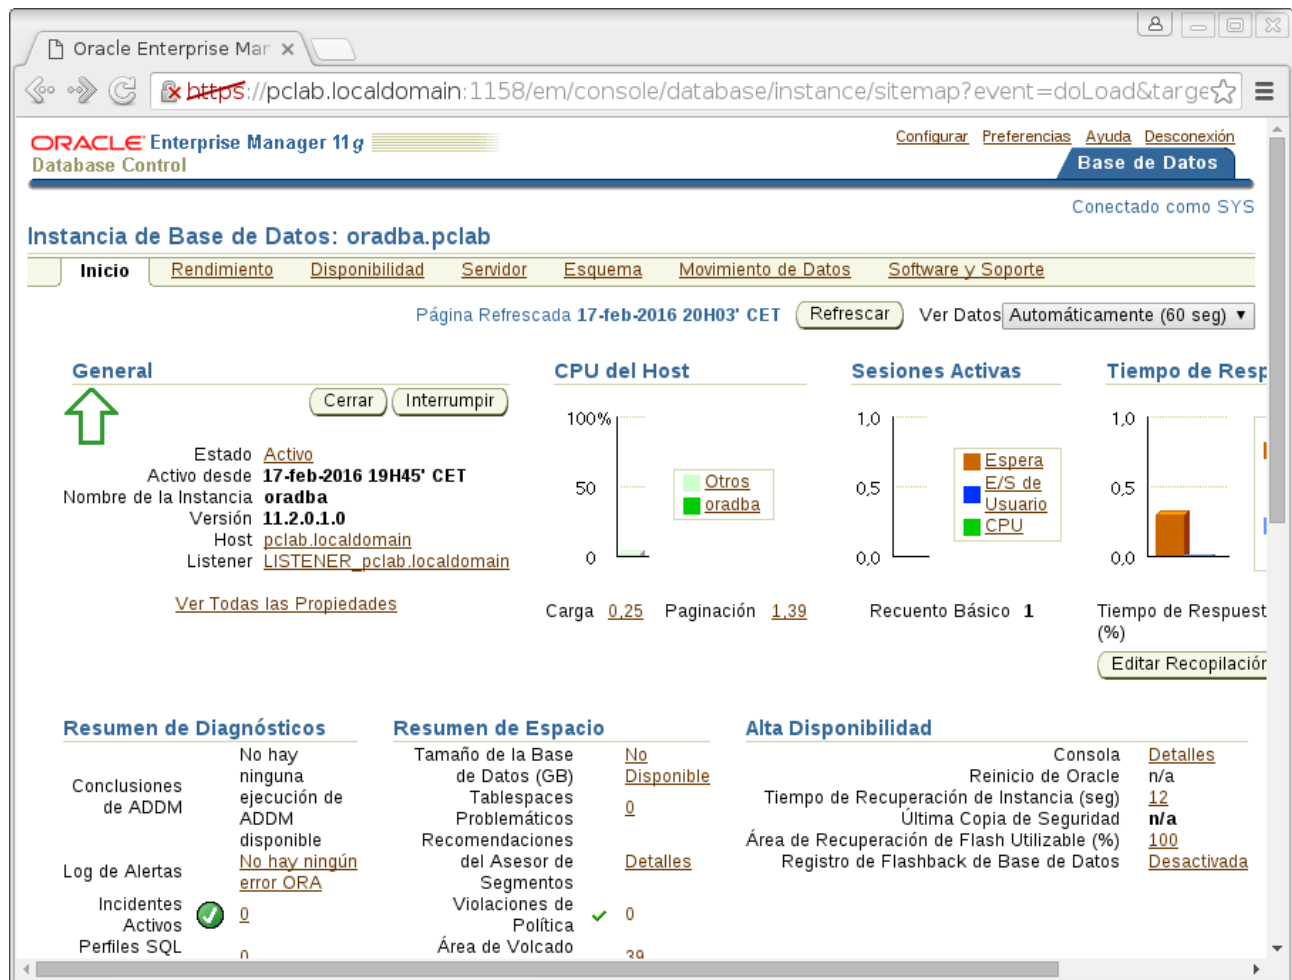 Oracle Enterprise Mar
https://pclab.localdomain:1158/em/console/database/instance/sitemap?event=doLoad&targe
ORACLE Enterprise Manager 11g
Database Control
Configurar Preferencias Ayuda Desconexión
Base de Datos
Conectado como SYS
Instancia de Base de Datos: oradba.pclab
Inicio Rendimiento Disponibilidad Servidor Esquema Movimiento de Datos Software y Soporte
Página Refrescada 17-feb-2016 20H03' CET Refrescar Ver Datos Automáticamente (60 seg)
General
Cerrar Interrumpir
Estado Activo
Activo desde 17-feb-2016 19H45' CET
Nombre de la Instancia oradba
Versión 11.2.0.1.0
Host pclab.localdomain
Listener LISTENER_pclab.localdomain
Ver Todas las Propiedades
CPU del Host
100%
50
0
Otros
oradba
Carga 0,25 Paginación 1,39
Sesiones Activas
1,0
0,5
0,0
Espera
E/S de
Usuario
CPU
Recuento Básico 1
Tiempo de Resp
1,0
0,5
0,0
Tiempo de Respuest
(%)
Editar Recopilación
Resumen de Diagnósticos
Conclusiones
de ADDM
No hay
ninguna
ejecución de
ADDM
disponible
Log de Alertas
No hay ningún
error ORA
Incidentes
Activos
0
Perfiles SQL
0
Resumen de Espacio
Tamaño de la Base
de Datos (GB)
No
Disponible
Tablespaces
Problemáticos
0
Recomendaciones
del Asesor de
Segmentos
Detalles
Violaciones de
Política
0
Área de Volcado
39
Alta Disponibilidad
Consola Detalles
Reinicio de Oracle n/a
Tiempo de Recuperación de Instancia (seg) 12
Última Copia de Seguridad n/a
Área de Recuperación de Flash Utilizable (%) 100
Registro de Flashback de Base de Datos Desactivada